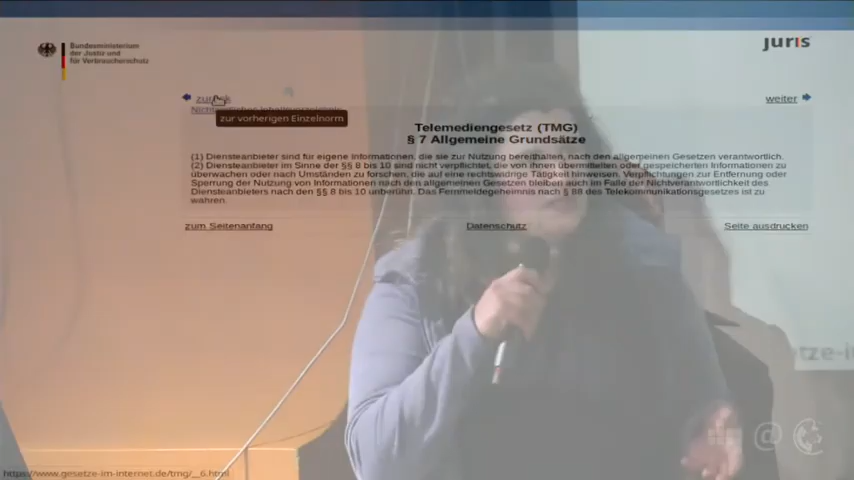 Bundesministerium
der Justiz und
für Verbraucherschutz
juris
zurück
weiter
Nichtamtliches Inhaltsverzeichnis
zur vorherigen Einzelnorm
Telemediengesetz (TMG)
§ 7 Allgemeine Grundsätze
(1) Diensteanbieter sind für eigene Informationen, die sie zur Nutzung bereithalten, nach den allgemeinen Gesetzen verantwortlich.
(2) Diensteanbieter im Sinne der §§ 8 bis 10 sind nicht verpflichtet, die von ihnen übermittelten oder gespeicherten Informationen zu
überwachen oder nach Umständen zu forschen, die auf eine rechtswidrige Tätigkeit hinweisen. Verpflichtungen zur Entfernung oder
Sperrung der Nutzung von Informationen nach den allgemeinen Gesetzen bleiben auch im Falle der Nichtverantwortlichkeit des
Diensteanbieters nach den §§ 8 bis 10 unberührt. Das Fernmeldegeheimnis nach § 88 des Telekommunikationsgesetzes ist zu
wahren.
zum Seitenanfang
Datenschutz
Seite ausdrucken
tze-i
@
https://www.gesetze-im-internet.de/tmg/__6.html